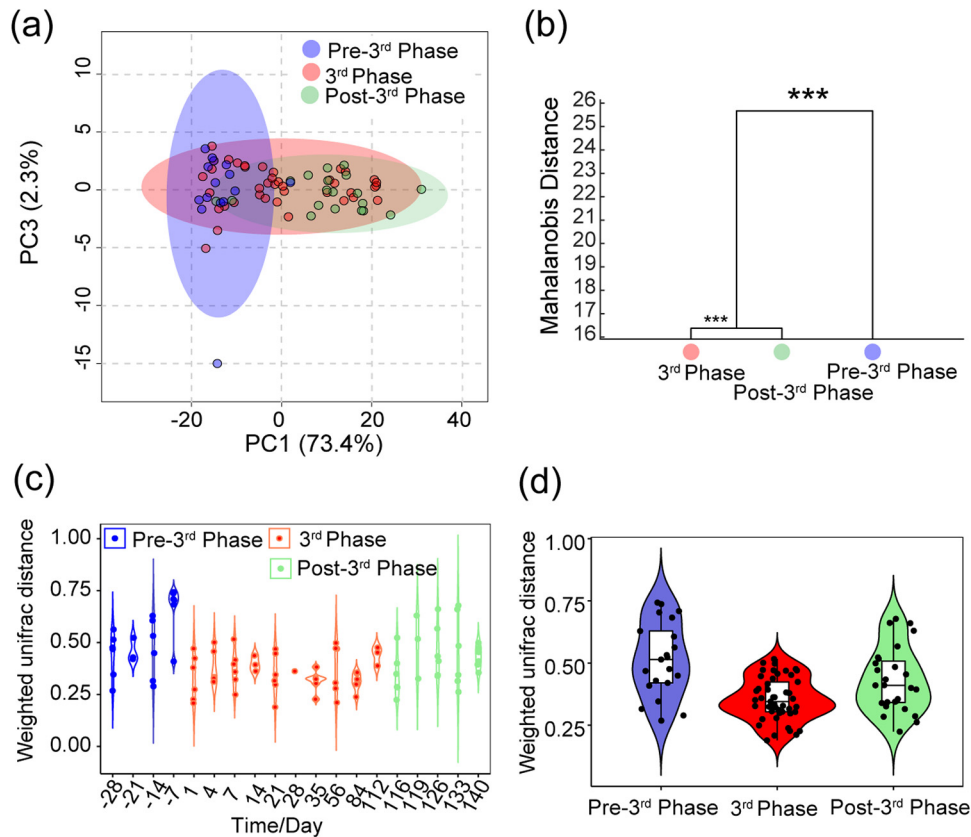 (a)
Pre-3rd Phase
3rd Phase
Post-3rd Phase
10
5
0
-5
-10
-15
PC3 (2.3%)
-20
0
20
40
PC1 (73.4%)
(b)
***
26
25
24
23
22
21
20
19
18
17
16
Mahalanobis Distance
***
3rd Phase
Pre-3rd Phase
Post-3rd Phase
(c)
Pre-3rd Phase
3rd Phase
Post-3rd Phase
1.00
0.75
0.50
0.25
0.00
Weighted unifrac distance
-28
-21
-14
-7
1
4
7
14
21
28
35
56
84
112
116
119
126
133
140
Time/Day
(d)
1.00
0.75
0.50
0.25
Weighted unifrac distance
Pre-3rd Phase
3rd Phase
Post-3rd Phase